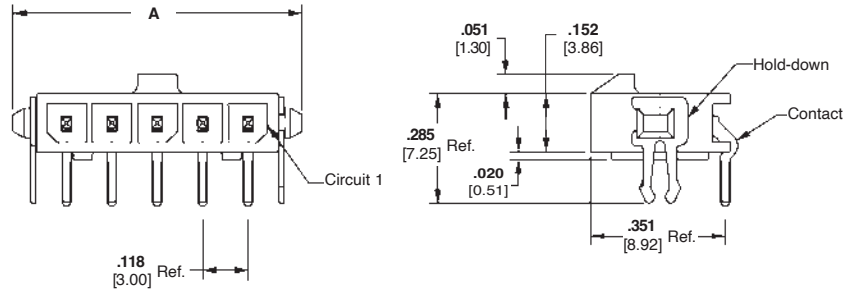 A
Circuit 1
.118
[3.00] Ref.
.051
[1.30]
.152
[3.86]
Hold-down
Contact
.285
[7.25] Ref.
.020
[0.51]
.351
[8.92] Ref.